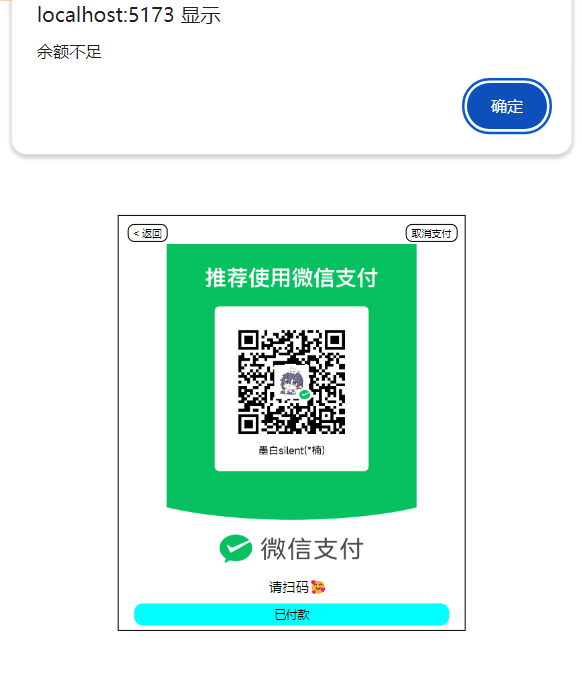 localhost:5173 显示
余额不足
确定
< 返回
取消支付
推荐使用微信支付
墨白silent(*楠)
微信支付
请扫码🥰
已付款